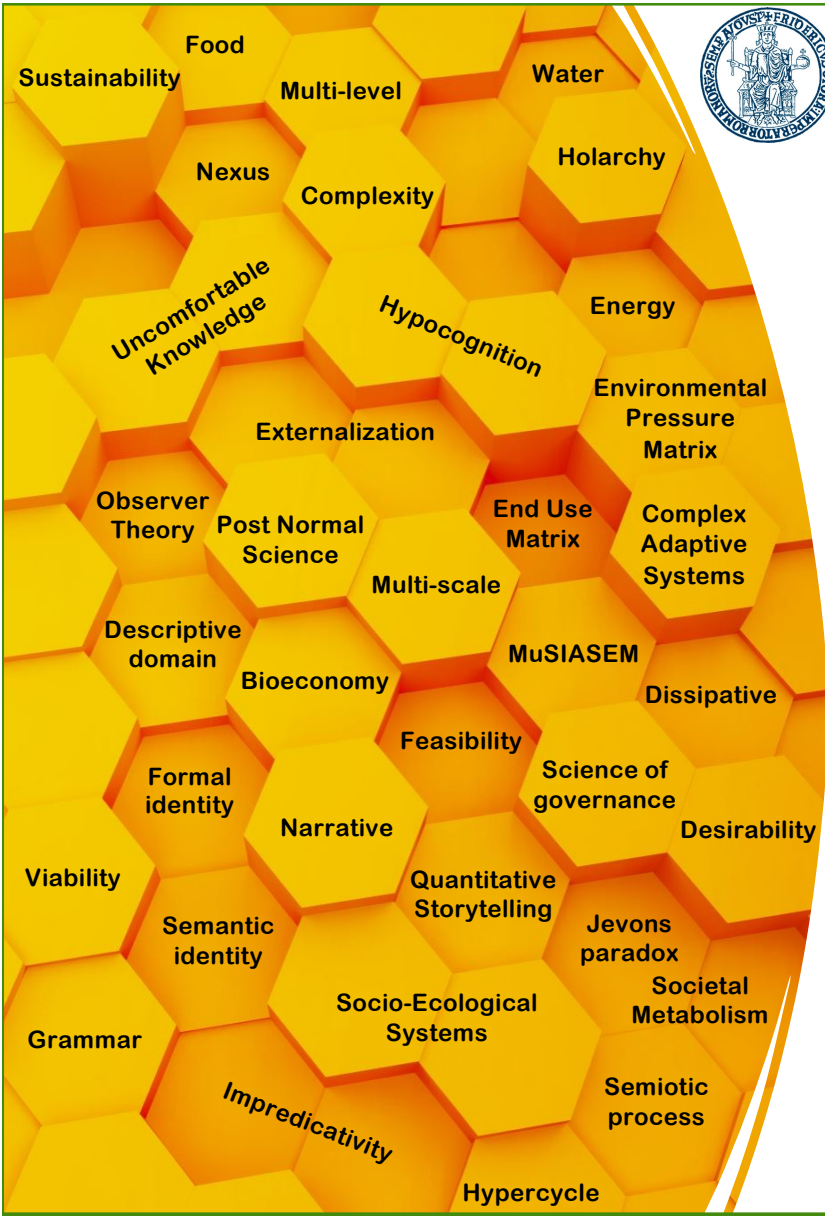 Food
Sustainability
Water
Multi-level
Holarchy
Nexus
Complexity
Uncomfortable
Knowledge
Hypocognition
Energy
Environmental
Pressure
Matrix
Externalization
Observer
Theory
Post Normal
Science
End Use
Matrix
Complex
Adaptive
Systems
Multi-scale
Descriptive
domain
Bioeconomy
MuSIASEM
Dissipative
Feasibility
Formal
identity
Science of
governance
Narrative
Desirability
Viability
Quantitative
Storytelling
Semantic
identity
Jevons
paradox
Societal
Metabolism
Socio-Ecological
Systems
Grammar
Semiotic
process
Impredicativity
Hypercycle